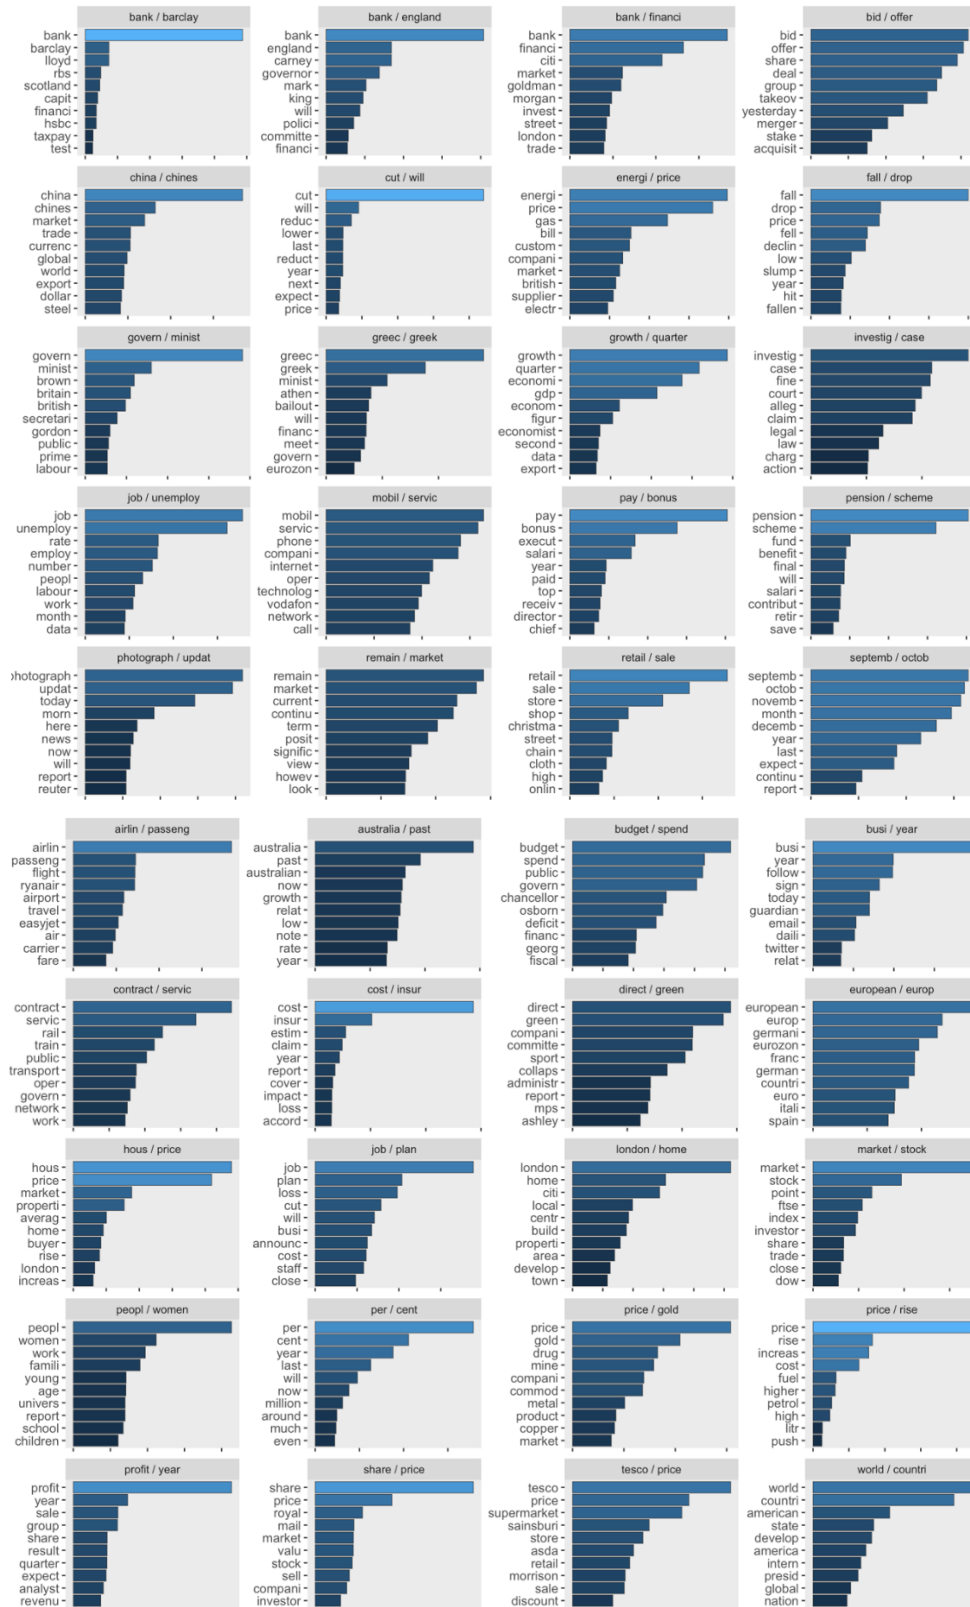 bank / barclay
bank
barclay
lloyd
rbs
scotland
capit
financi
hsbc
taxpay
test
bank / england
bank
england
carney
governor
mark
king
will
polici
committe
financi
bank / financi
bank
financi
citi
market
goldman
morgan
invest
street
london
trade
bid / offer
bid
offer
share
deal
group
takeov
yesterday
merger
stake
acquisit
china / chines
china
chines
market
trade
currenc
global
world
export
dollar
steel
cut / will
cut
will
reduc
lower
last
reduct
year
next
expect
price
energi / price
energi
price
gas
bill
custom
compani
market
british
supplier
electr
fall / drop
fall
drop
price
fell
declin
low
slump
year
hit
fallen
govern / minist
govern
minist
brown
britain
british
secretari
gordon
public
prime
labour
greec / greek
greec
greek
minist
athen
bailout
will
financ
meet
govern
eurozon
growth / quarter
growth
quarter
economi
gdp
econom
figur
economist
second
data
export
investig / case
investig
case
fine
court
alleg
claim
legal
law
charg
action
job / unemploy
job
unemploy
rate
employ
number
peopl
labour
work
month
data
mobil / servic
mobil
servic
phone
compani
internet
oper
technolog
vodafon
network
call
pay / bonus
pay
bonus
execut
salari
year
paid
top
receiv
director
chief
pension / scheme
pension
scheme
fund
benefit
final
will
salari
contribut
retir
save
photograph / updat
photograph
updat
today
morn
here
news
now
will
report
reuter
remain / market
remain
market
current
continu
term
posit
signific
view
howev
look
retail / sale
retail
sale
store
shop
christma
street
chain
cloth
high
onlin
septemb / octob
septemb
octob
novemb
month
decemb
year
last
expect
continu
report
airlin / passeng
airlin
passeng
flight
ryanair
airport
travel
easyjet
air
carrier
fare
australia / past
australia
past
australian
now
growth
relat
low
note
rate
year
budget / spend
budget
spend
public
govern
chancellor
osborn
deficit
financ
georg
fiscal
busi / year
busi
year
follow
sign
today
guardian
email
daili
twitter
relat
contract / servic
contract
servic
rail
train
public
transport
oper
govern
network
work
cost / insur
cost
insur
estim
claim
year
report
cover
impact
loss
accord
direct / green
direct
green
compani
committe
sport
collaps
administr
report
mps
ashley
european / europ
european
europ
germani
eurozon
franc
german
countri
euro
itali
spain
hous / price
hous
price
market
properti
averag
home
buyer
rise
london
increas
job / plan
job
plan
loss
cut
will
busi
announc
cost
staff
close
london / home
london
home
citi
local
centr
build
properti
area
develop
town
market / stock
market
stock
point
ftse
index
investor
share
trade
close
dow
peopl / women
peopl
women
work
famili
young
age
univers
report
school
children
per / cent
per
cent
year
last
will
now
million
around
much
even
price / gold
price
gold
drug
mine
compani
commod
metal
product
copper
market
price / rise
price
rise
increas
cost
fuel
higher
petrol
high
litr
push
profit / year
profit
year
sale
group
share
result
quarter
expect
analyst
revenu
share / price
share
price
royal
mail
market
valu
stock
sell
compani
investor
tesco / price
tesco
price
supermarket
sainsburi
store
asda
retail
morrison
sale
discount
world / countri
world
countri
american
state
develop
america
intern
presid
global
nation